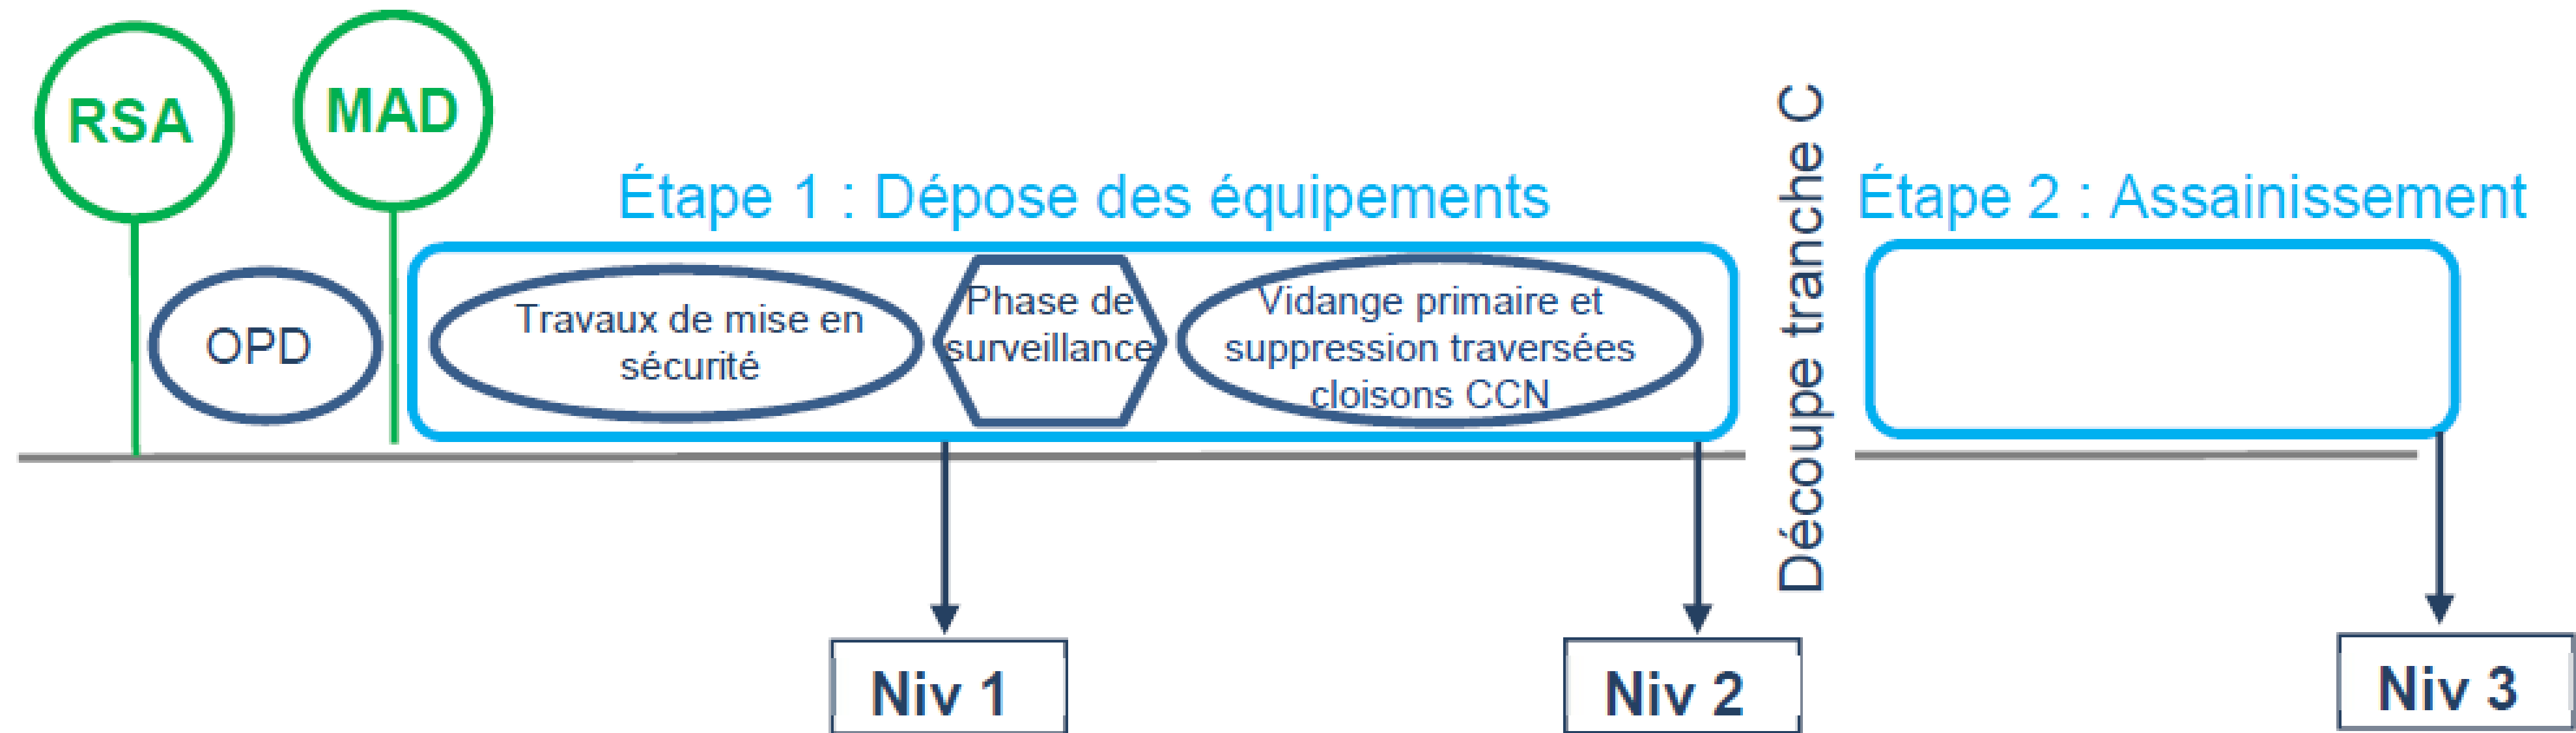 RSA
MAD
Étape 1 : Dépose des équipements
Découpe tranche C
Étape 2 : Assainissement
OPD
Travaux de mise en
sécurité
Phase de
surveillance
Vidange primaire et
suppression traversées
cloisons CCN
Niv 1
Niv 2
Niv 3